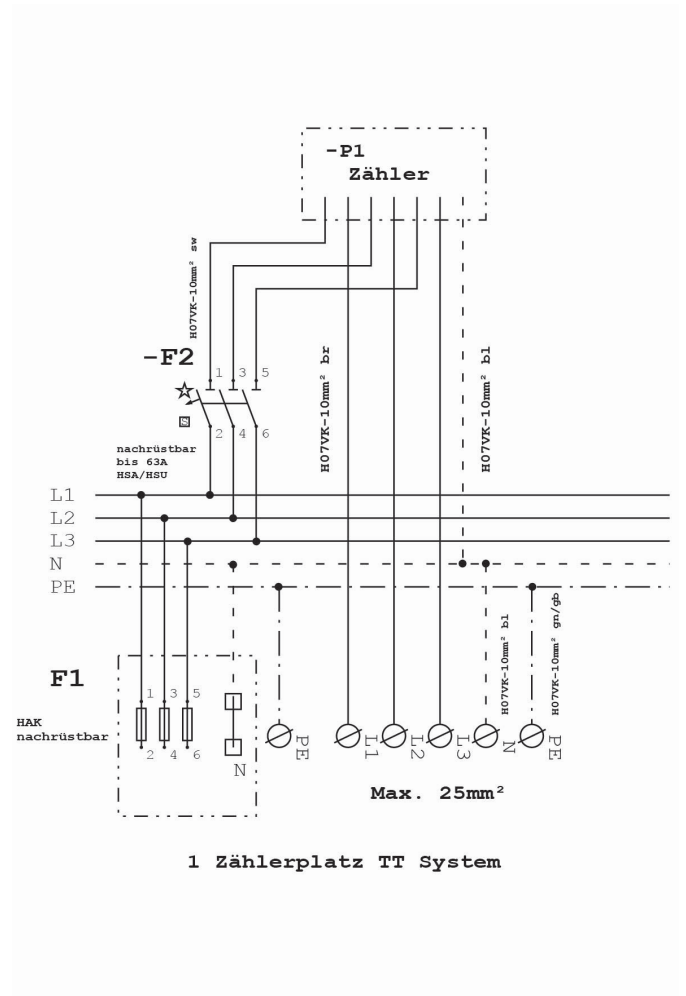 -P1
Zähler
H07VK-10mm² sw
-F2
1 3 5
2 4 6
nachrüstbar
bis 63A
HSA/HSU
H07VK-10mm² br
H07VK-10mm² bl
L1
L2
L3
N
PE
F1
HAK
nachrüstbar
1 3 5
2 4 6
N
H07VK-10mm² bl
H07VK-10mm² gn/gb
PE
L1
L2
L3
N
PE
Max. 25mm²
1 Zählerplatz TT System